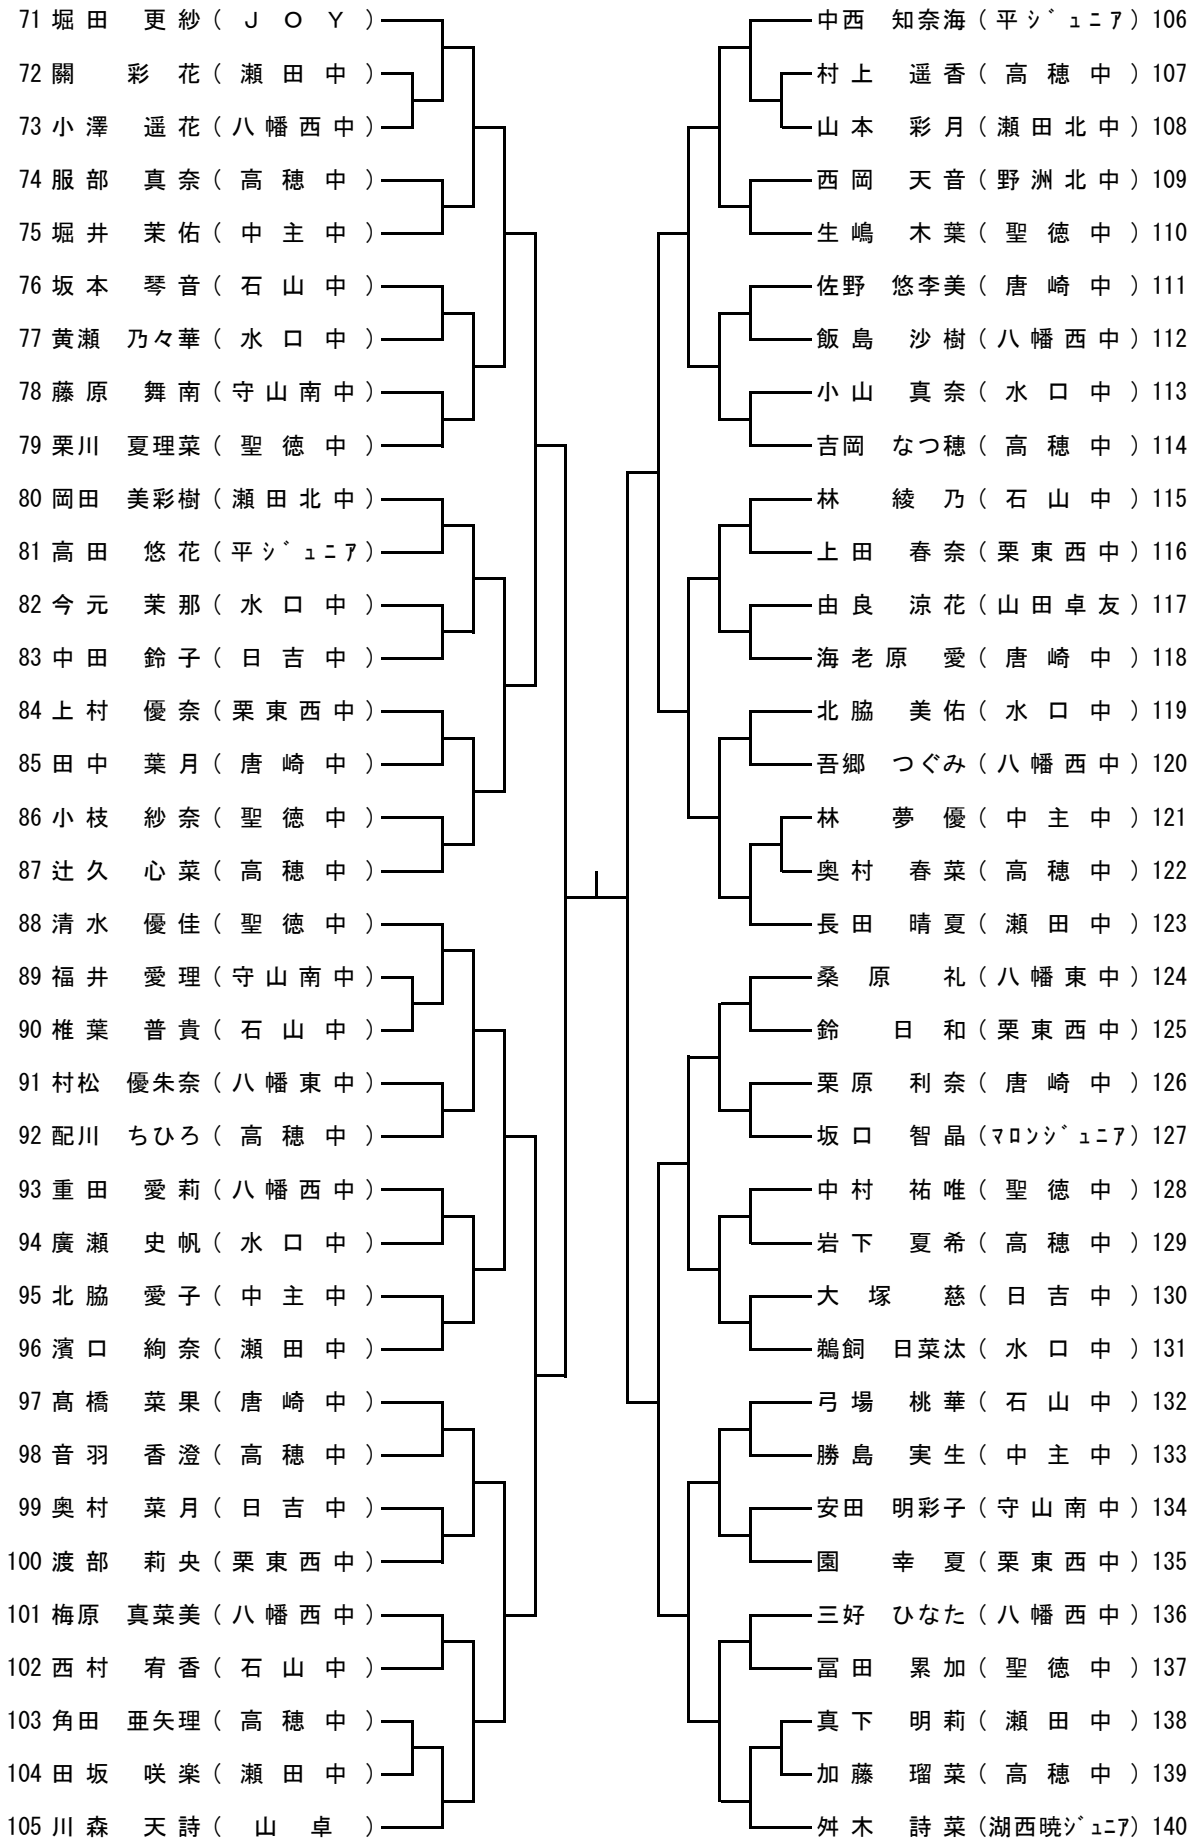 71 堀田 更紗 (ＪＯＹ)
72 關 彩花 (瀬田中)
73 小澤 遥花 (八幡西中)
74 服部 真奈 (高穂中)
75 堀井 茉佑 (中主中)
76 坂本 琴音 (石山中)
77 黄瀬 乃々華 (水口中)
78 藤原 舞南 (守山南中)
79 栗川 夏理菜 (聖徳中)
80 岡田 美彩樹 (瀬田北中)
81 高田 悠花 (平ｼﾞｭﾆｱ)
82 今元 茉那 (水口中)
83 中田 鈴子 (日吉中)
84 上村 優奈 (栗東西中)
85 田中 葉月 (唐崎中)
86 小枝 紗奈 (聖徳中)
87 辻久 心菜 (高穂中)
88 清水 優佳 (聖徳中)
89 福井 愛理 (守山南中)
90 椎葉 普貴 (石山中)
91 村松 優朱奈 (八幡東中)
92 配川 ちひろ (高穂中)
93 重田 愛莉 (八幡西中)
94 廣瀬 史帆 (水口中)
95 北脇 愛子 (中主中)
96 濱口 絢奈 (瀬田中)
97 髙橋 菜果 (唐崎中)
98 音羽 香澄 (高穂中)
99 奥村 菜月 (日吉中)
100 渡部 莉央 (栗東西中)
101 梅原 真菜美 (八幡西中)
102 西村 宥香 (石山中)
103 角田 亜矢理 (高穂中)
104 田坂 咲楽 (瀬田中)
105 川森 天詩 (山卓)
中西 知奈海 (平ｼﾞｭﾆｱ) 106
村上 遥香 (高穂中) 107
山本 彩月 (瀬田北中) 108
西岡 天音 (野洲北中) 109
生嶋 木葉 (聖徳中) 110
佐野 悠李美 (唐崎中) 111
飯島 沙樹 (八幡西中) 112
小山 真奈 (水口中) 113
吉岡 なつ穂 (高穂中) 114
林 綾乃 (石山中) 115
上田 春奈 (栗東西中) 116
由良 涼花 (山田卓友) 117
海老原 愛 (唐崎中) 118
北脇 美佑 (水口中) 119
吾郷 つぐみ (八幡西中) 120
林 夢優 (中主中) 121
奥村 春菜 (高穂中) 122
長田 晴夏 (瀬田中) 123
桑原 礼 (八幡東中) 124
鈴 日和 (栗東西中) 125
栗原 利奈 (唐崎中) 126
坂口 智晶 (ﾏﾛﾝｼﾞｭﾆｱ) 127
中村 祐唯 (聖徳中) 128
岩下 夏希 (高穂中) 129
大塚 慈 (日吉中) 130
鵜飼 日菜汰 (水口中) 131
弓場 桃華 (石山中) 132
勝島 実生 (中主中) 133
安田 明彩子 (守山南中) 134
園 幸夏 (栗東西中) 135
三好 ひなた (八幡西中) 136
冨田 累加 (聖徳中) 137
真下 明莉 (瀬田中) 138
加藤 瑠菜 (高穂中) 139
舛木 詩菜 (湖西暁ｼﾞｭﾆｱ) 140